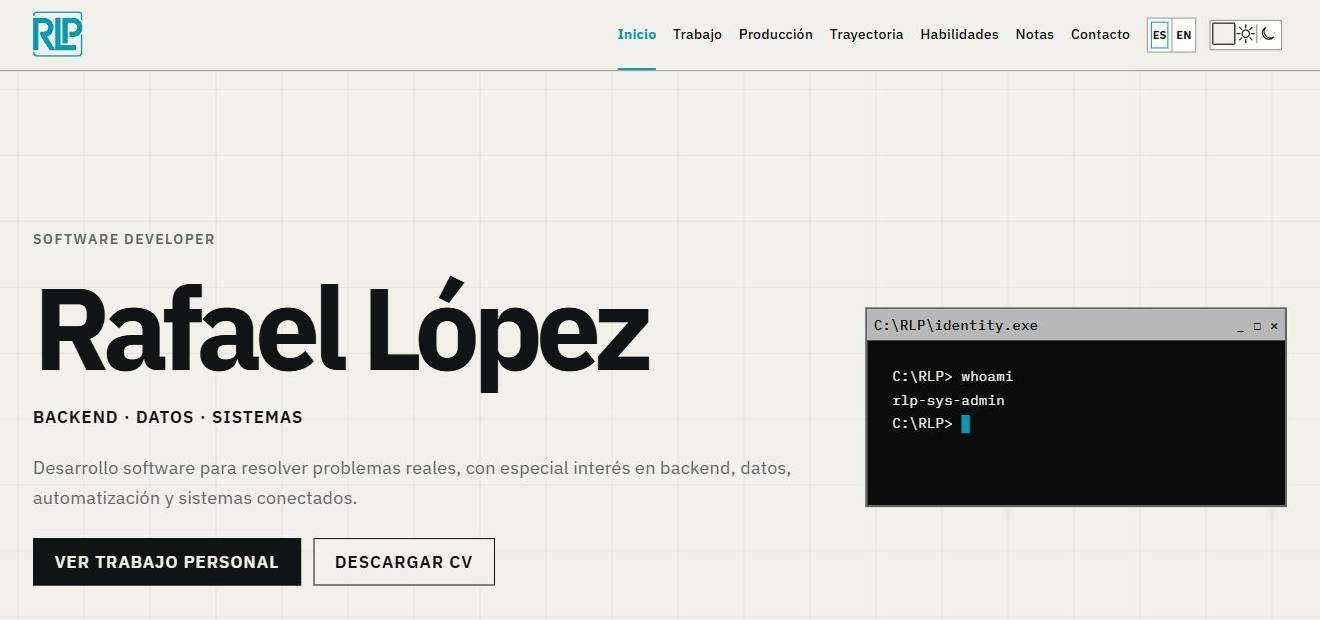 RLP
Inicio Trabajo Producción Trayectoria Habilidades Notas Contacto ES EN
SOFTWARE DEVELOPER
Rafael López
BACKEND · DATOS · SISTEMAS
Desarrollo software para resolver problemas reales, con especial interés en backend, datos,
automatización y sistemas conectados.
VER TRABAJO PERSONAL DESCARGAR CV
C:\RLP\identity.exe
C:\RLP> whoami
rlp-sys-admin
C:\RLP>